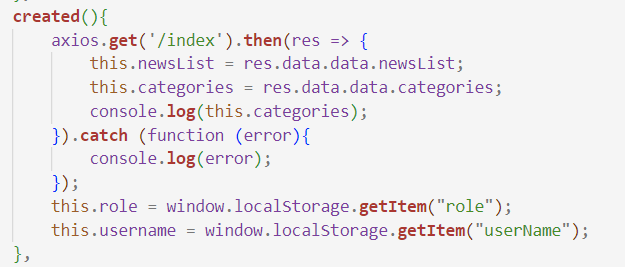 created(){
    axios.get('/index').then(res => {
        this.newsList = res.data.data.newsList;
        this.categories = res.data.data.categories;
        console.log(this.categories);
    }).catch (function (error){
        console.log(error);
    });
    this.role = window.localStorage.getItem("role");
    this.username = window.localStorage.getItem("userName");
},